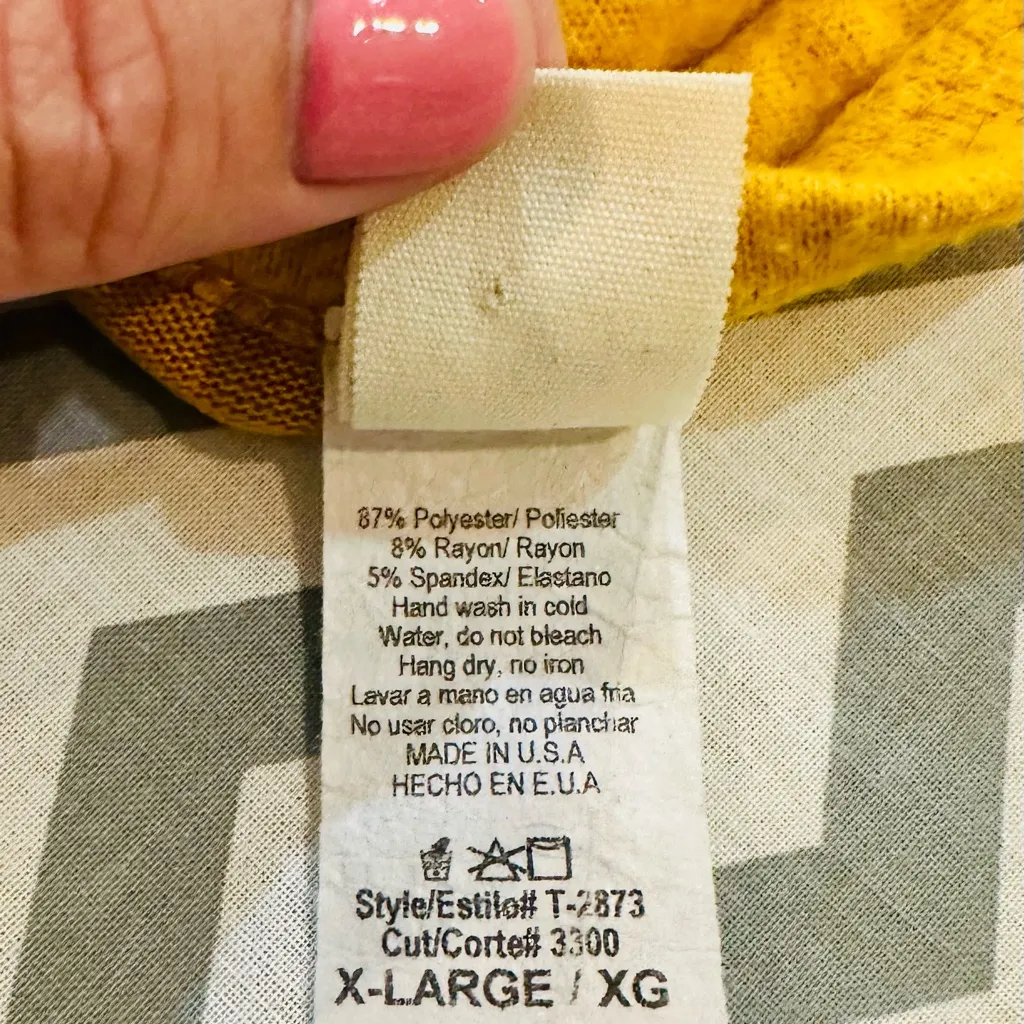 87% Polyester/ Poliester
8% Rayon/ Rayon
5% Spandex/ Elastano
Hand wash in cold
Water, do not bleach
Hang dry, no iron
Lavar a mano en agua fria
No usar cloro, no planchar
MADE IN U.S.A
HECHO EN E.U.A
Style/Estilo# T-2873
Cut/Corte# 3300
X-LARGE / XG